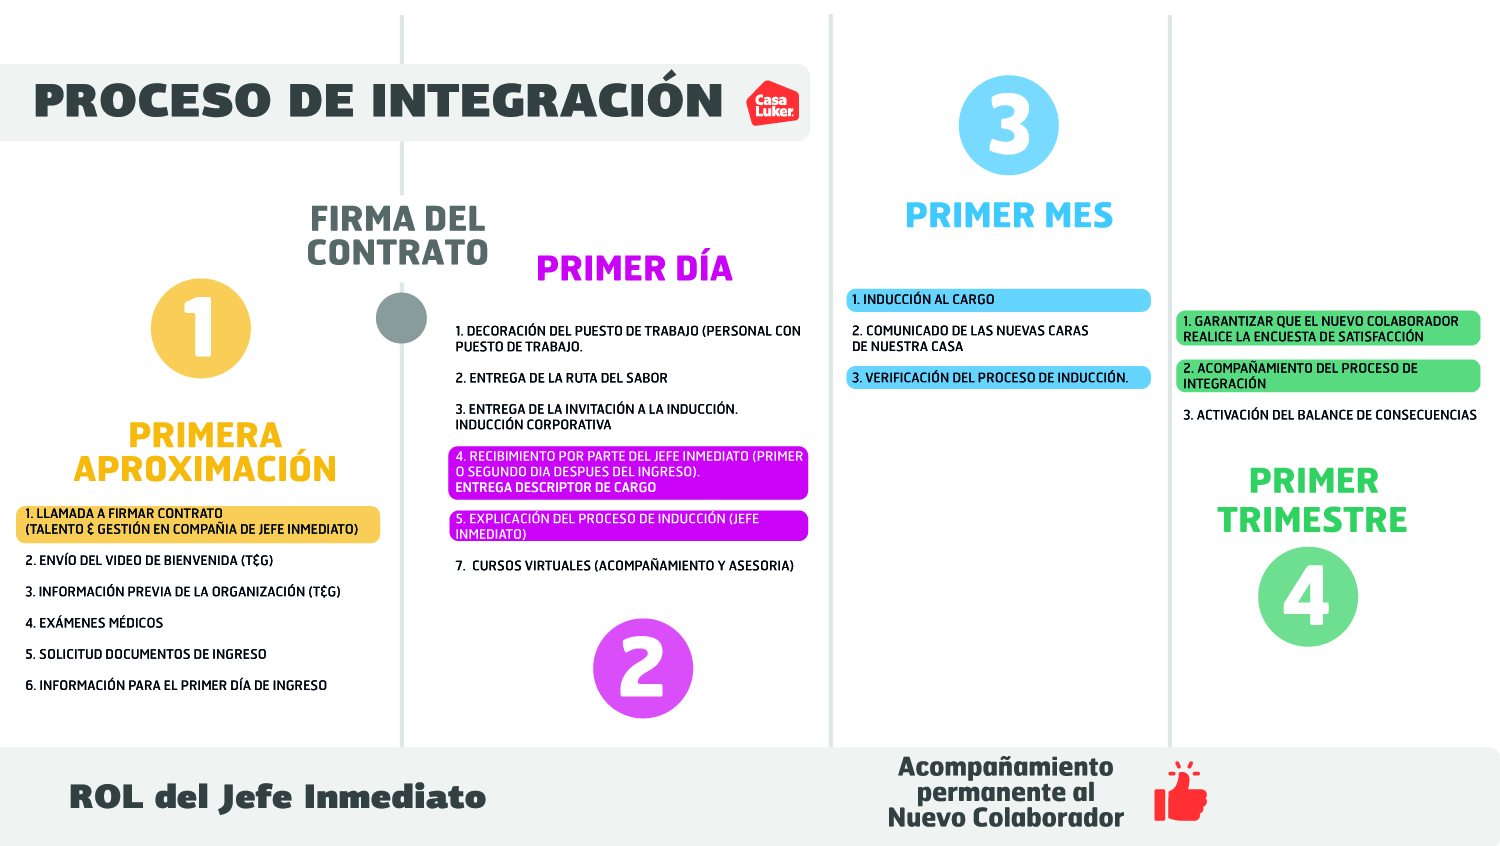 PROCESO DE INTEGRACIÓN
Casa
Luker.
FIRMA DEL
CONTRATO
1
PRIMERA
APROXIMACIÓN
1. LLAMADA A FIRMAR CONTRATO
(TALENTO & GESTIÓN EN COMPAÑIA DE JEFE INMEDIATO)
2. ENVÍO DEL VIDEO DE BIENVENIDA (T&G)
3. INFORMACIÓN PREVIA DE LA ORGANIZACIÓN (T&G)
4. EXÁMENES MÉDICOS
5. SOLICITUD DOCUMENTOS DE INGRESO
6. INFORMACIÓN PARA EL PRIMER DÍA DE INGRESO
PRIMER DÍA
1. DECORACIÓN DEL PUESTO DE TRABAJO (PERSONAL CON
PUESTO DE TRABAJO.
2. ENTREGA DE LA RUTA DEL SABOR
3. ENTREGA DE LA INVITACIÓN A LA INDUCCIÓN.
INDUCCIÓN CORPORATIVA
4. RECIBIMIENTO POR PARTE DEL JEFE INMEDIATO (PRIMER
O SEGUNDO DIA DESPUES DEL INGRESO).
ENTREGA DESCRIPTOR DE CARGO
5. EXPLICACIÓN DEL PROCESO DE INDUCCIÓN (JEFE
INMEDIATO)
7. CURSOS VIRTUALES (ACOMPAÑAMIENTO Y ASESORIA)
2
3
PRIMER MES
1. INDUCCIÓN AL CARGO
2. COMUNICADO DE LAS NUEVAS CARAS
DE NUESTRA CASA
3. VERIFICACIÓN DEL PROCESO DE INDUCCIÓN.
1. GARANTIZAR QUE EL NUEVO COLABORADOR
REALICE LA ENCUESTA DE SATISFACCIÓN
2. ACOMPAÑAMIENTO DEL PROCESO DE
INTEGRACIÓN
3. ACTIVACIÓN DEL BALANCE DE CONSECUENCIAS
PRIMER
TRIMESTRE
4
ROL del Jefe Inmediato
Acompañamiento
permanente al
Nuevo Colaborador